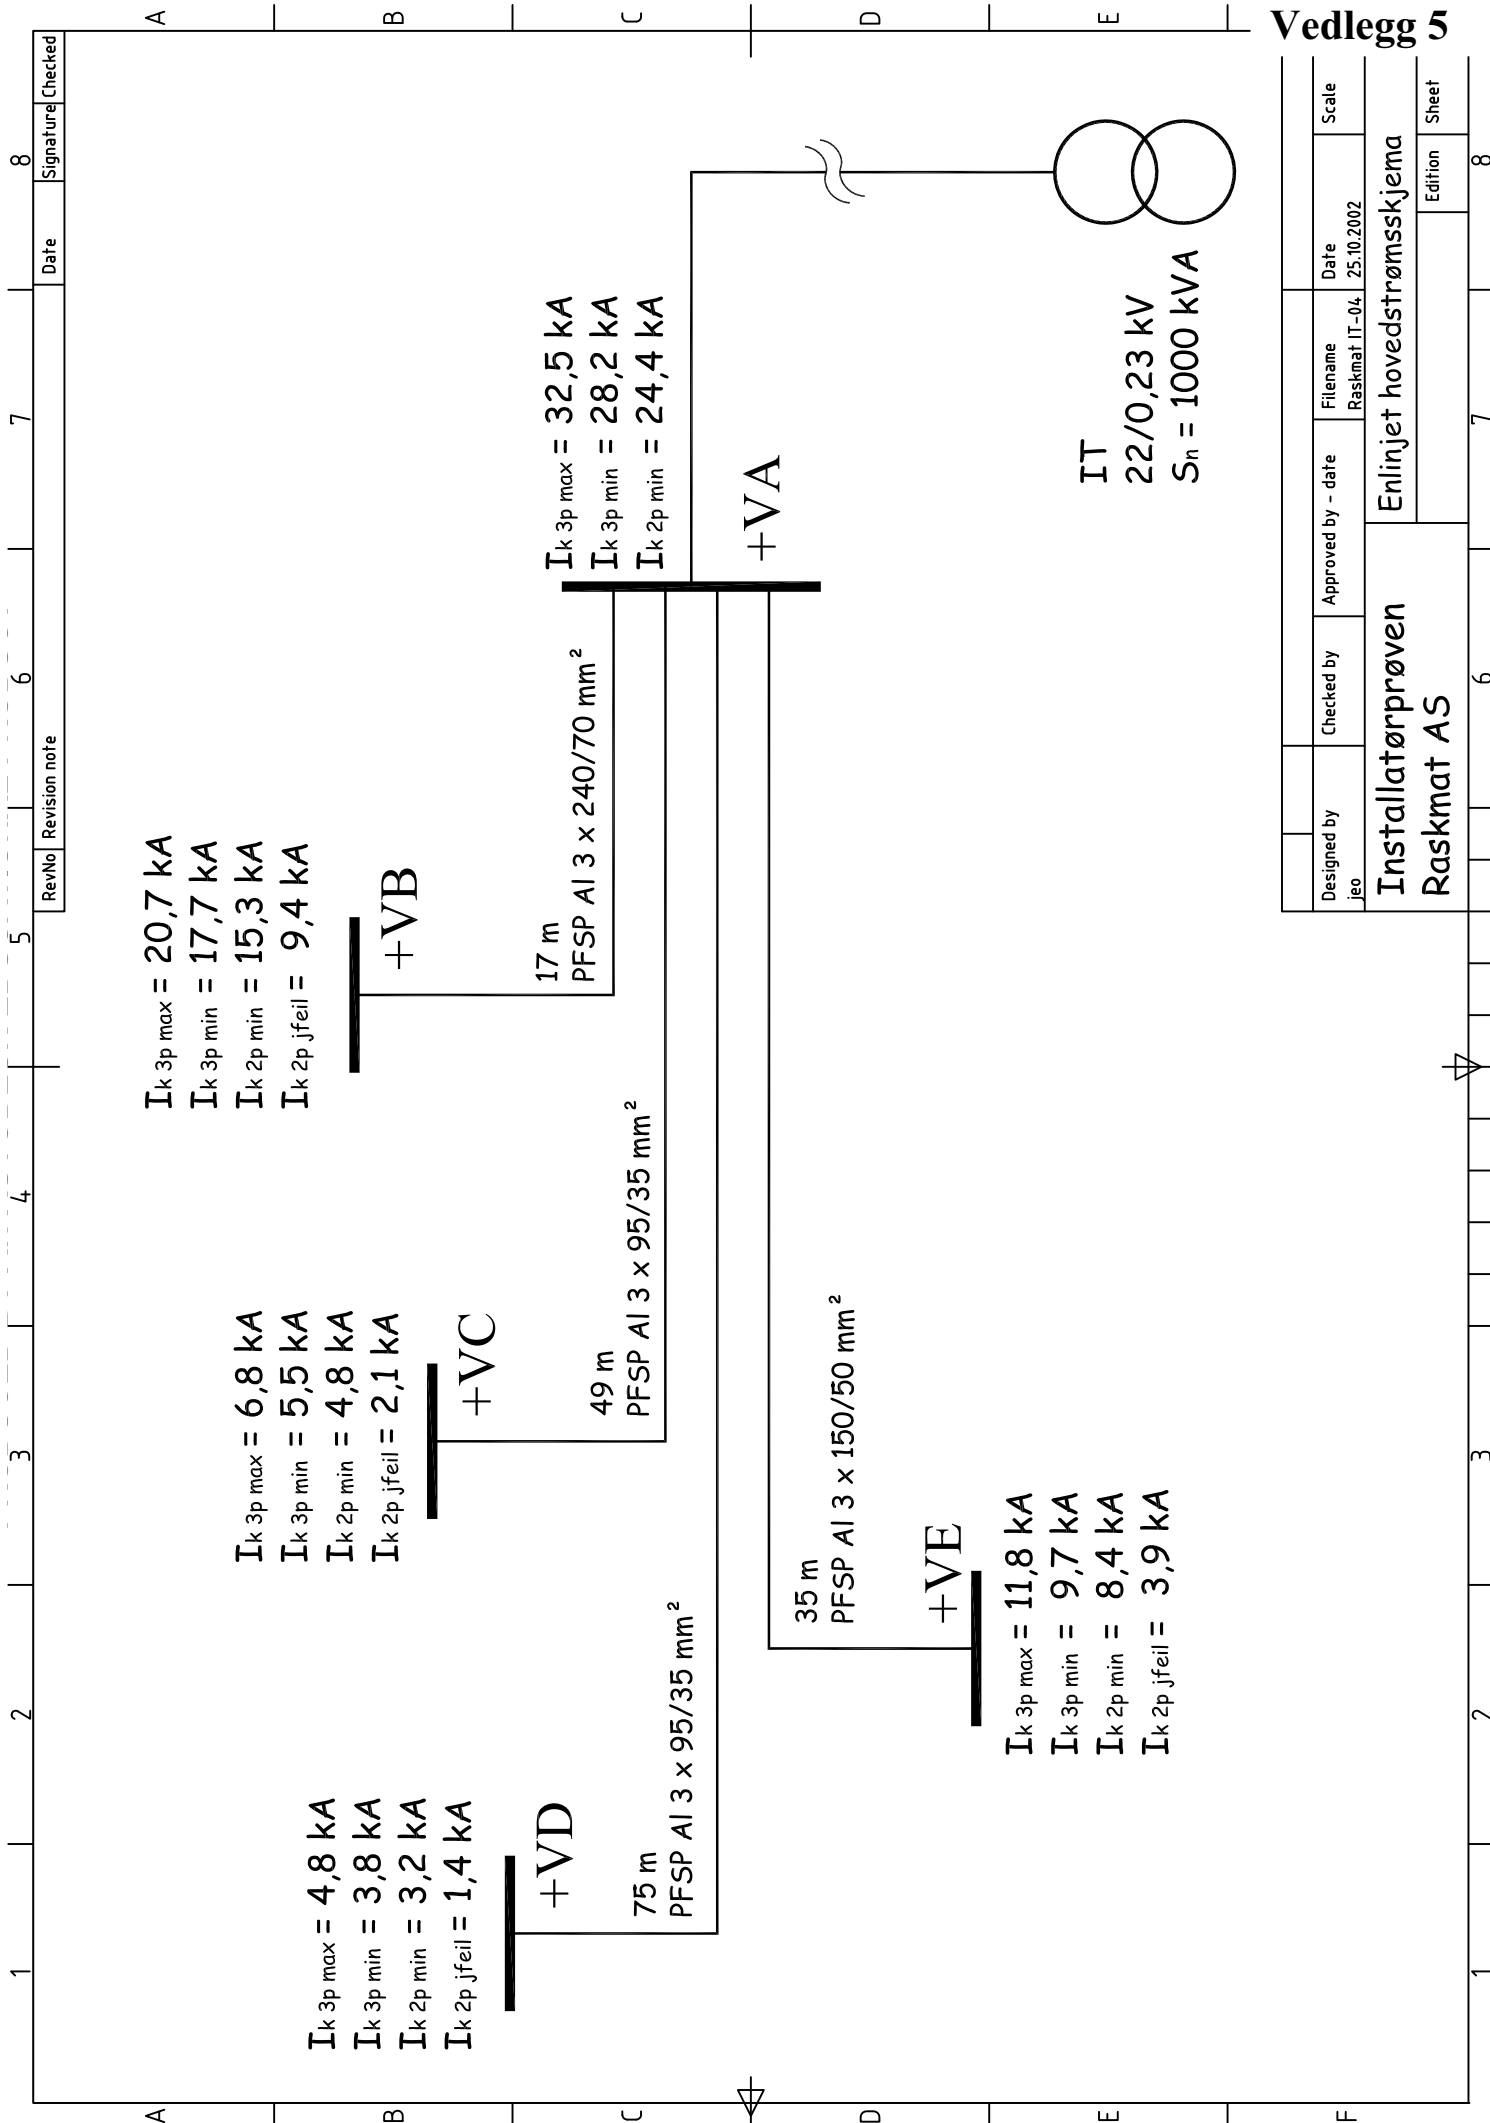 Vedlegg 5
1 2 3 4 5 6 7 8
A
B
C
D
E
F
A
B
C
D
E
RevNo Revision note Date Signature Checked
Ik 3p max = 20,7 kA
Ik 3p min = 17,7 kA
Ik 2p min = 15,3 kA
Ik 2p jfeil = 9,4 kA
+VB
17 m
PFSP Al 3 x 240/70 mm²
Ik 3p max = 6,8 kA
Ik 3p min = 5,5 kA
Ik 2p min = 4,8 kA
Ik 2p jfeil = 2,1 kA
+VC
49 m
PFSP Al 3 x 95/35 mm²
Ik 3p max = 4,8 kA
Ik 3p min = 3,8 kA
Ik 2p min = 3,2 kA
Ik 2p jfeil = 1,4 kA
+VD
75 m
PFSP Al 3 x 95/35 mm²
35 m
PFSP Al 3 x 150/50 mm²
+VE
Ik 3p max = 11,8 kA
Ik 3p min = 9,7 kA
Ik 2p min = 8,4 kA
Ik 2p jfeil = 3,9 kA
Ik 3p max = 32,5 kA
Ik 3p min = 28,2 kA
Ik 2p min = 24,4 kA
+VA
IT
22/0,23 kV
Sn = 1000 kVA
Designed by Checked by Approved by - date Filename Date Scale
jeo Raskmat IT-04 25.10.2002
Installatørprøven Enlinjet hovedstrømsskjema
Raskmat AS Edition Sheet
1 2 3 6 7 8